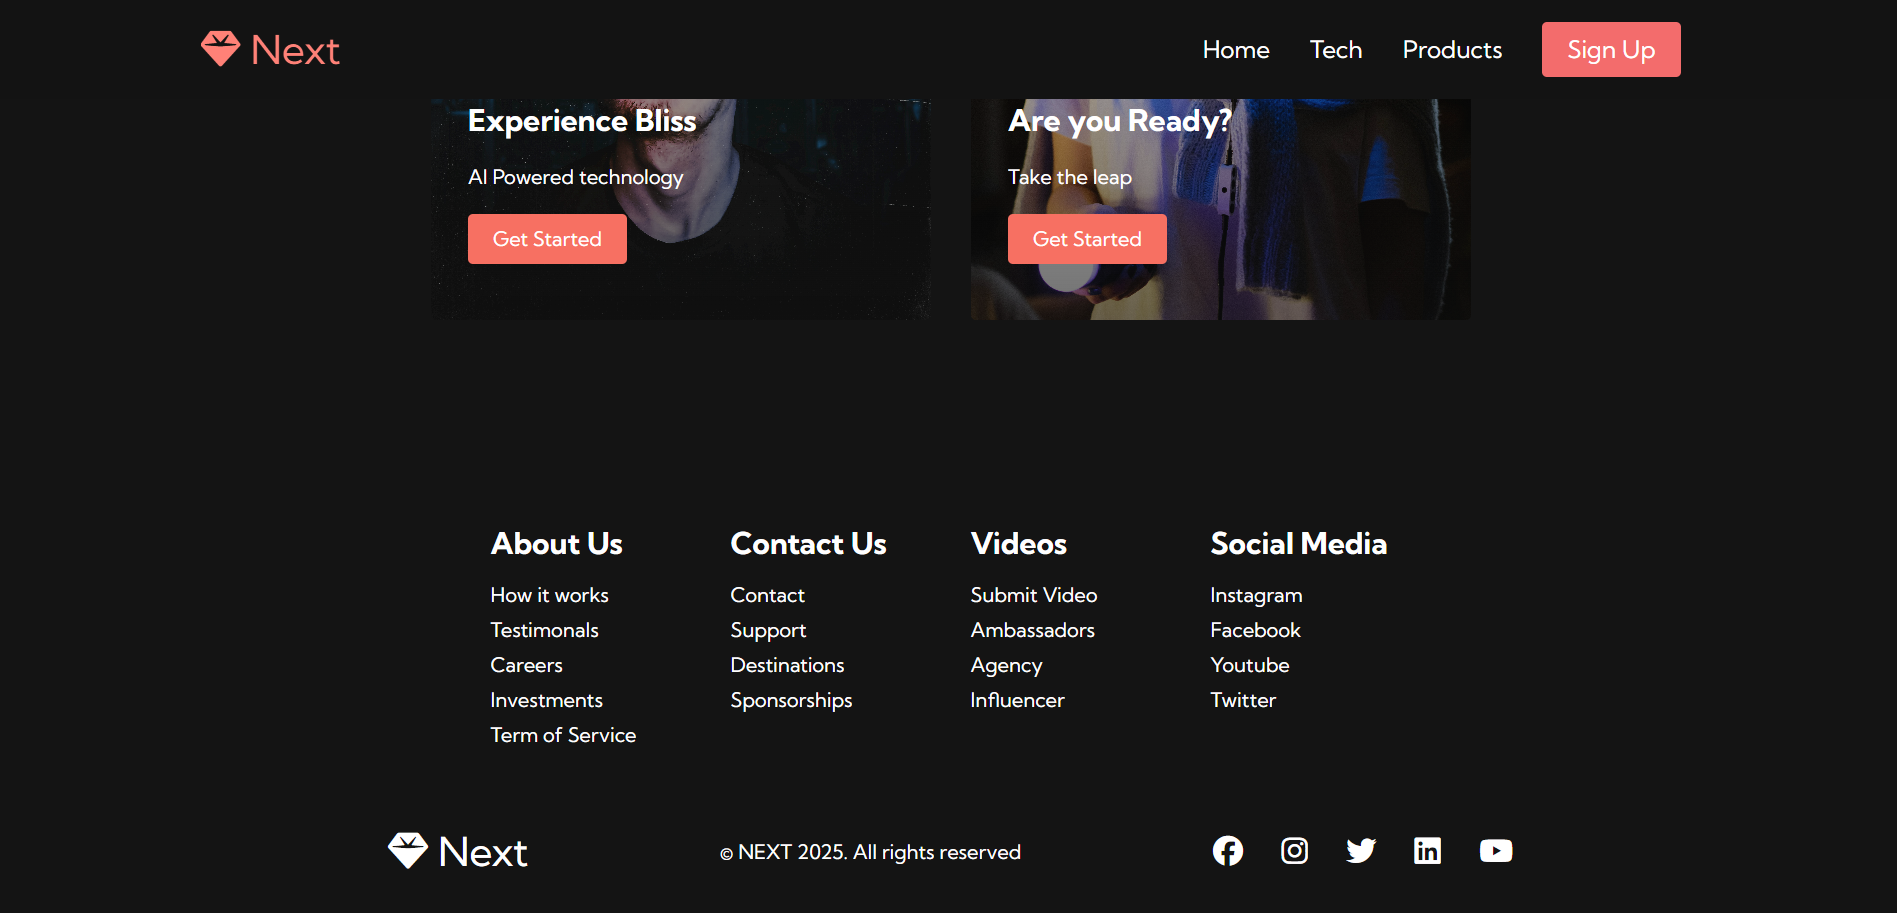 Next
Home Tech Products Sign Up
Experience Bliss
AI Powered technology
Get Started
Are you Ready?
Take the leap
Get Started
About Us
How it works
Testimonals
Careers
Investments
Term of Service
Contact Us
Contact
Support
Destinations
Sponsorships
Videos
Submit Video
Ambassadors
Agency
Influencer
Social Media
Instagram
Facebook
Youtube
Twitter
Next
© NEXT 2025. All rights reserved